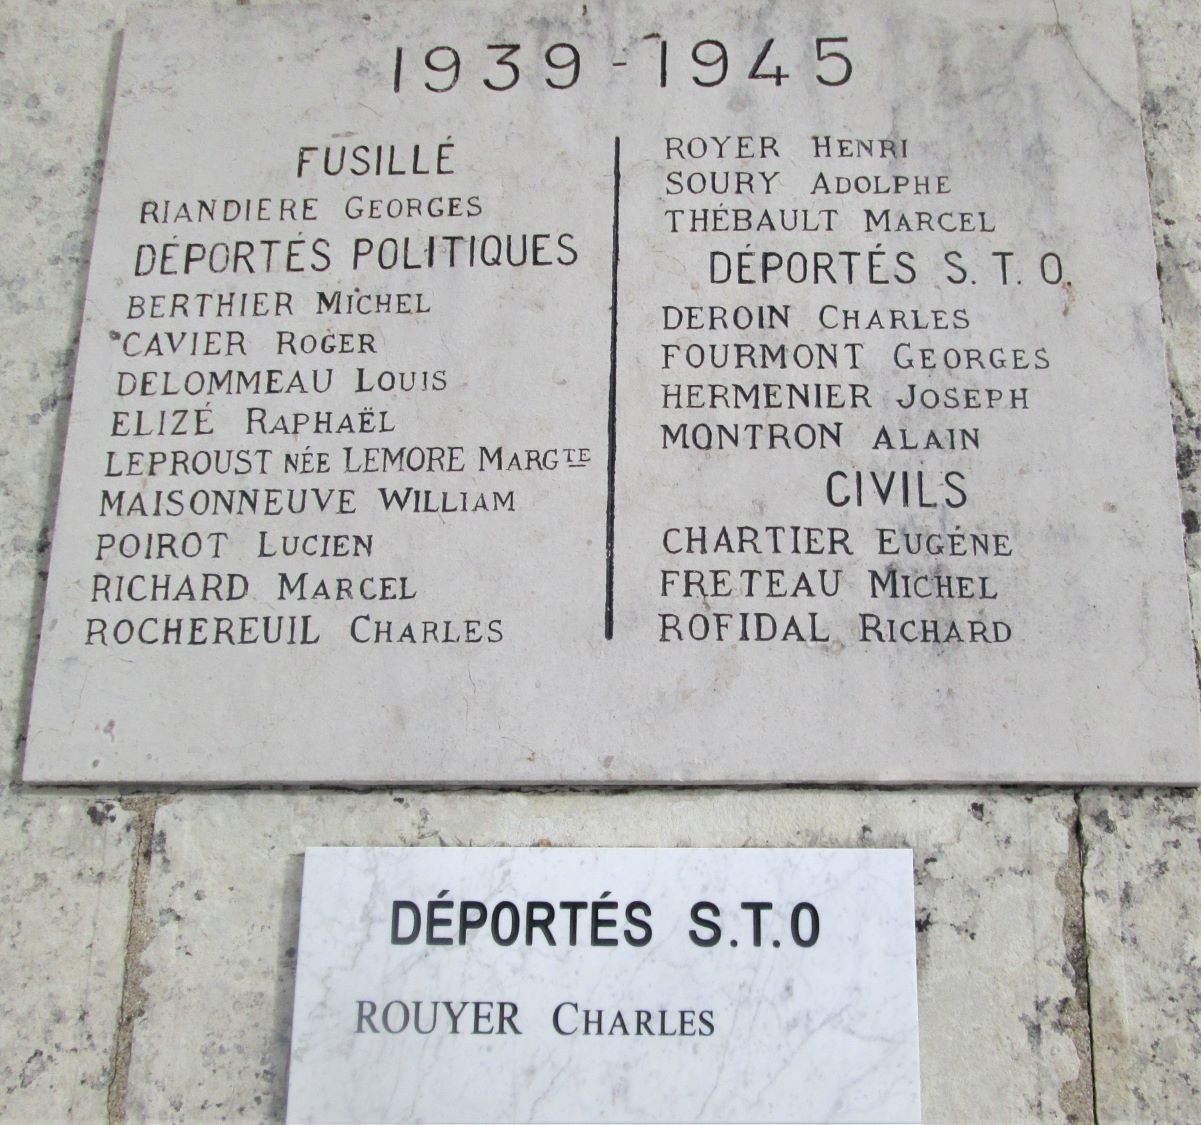 1939 - 1945
FUSILLÉ
RIANDIERE GEORGES
DÉPORTÉS POLITIQUES
BERTHIER MICHEL
CAVIER ROGER
DELOMMEAU LOUIS
ELIZÉ RAPHAËL
LEPROUST NÉE LEMORE MARGTE
MAISONNEUVE WILLIAM
POIROT LUCIEN
RICHARD MARCEL
ROCHEREUIL CHARLES
ROYER HENRI
SOURY ADOLPHE
THÉBAULT MARCEL
DÉPORTÉS S. T. O.
DEROIN CHARLES
FOURMONT GEORGES
HERMENIER JOSEPH
MONTRON ALAIN
CIVILS
CHARTIER EUGÉNE
FRETEAU MICHEL
ROFIDAL RICHARD
DÉPORTÉS S.T.O
ROUYER CHARLES